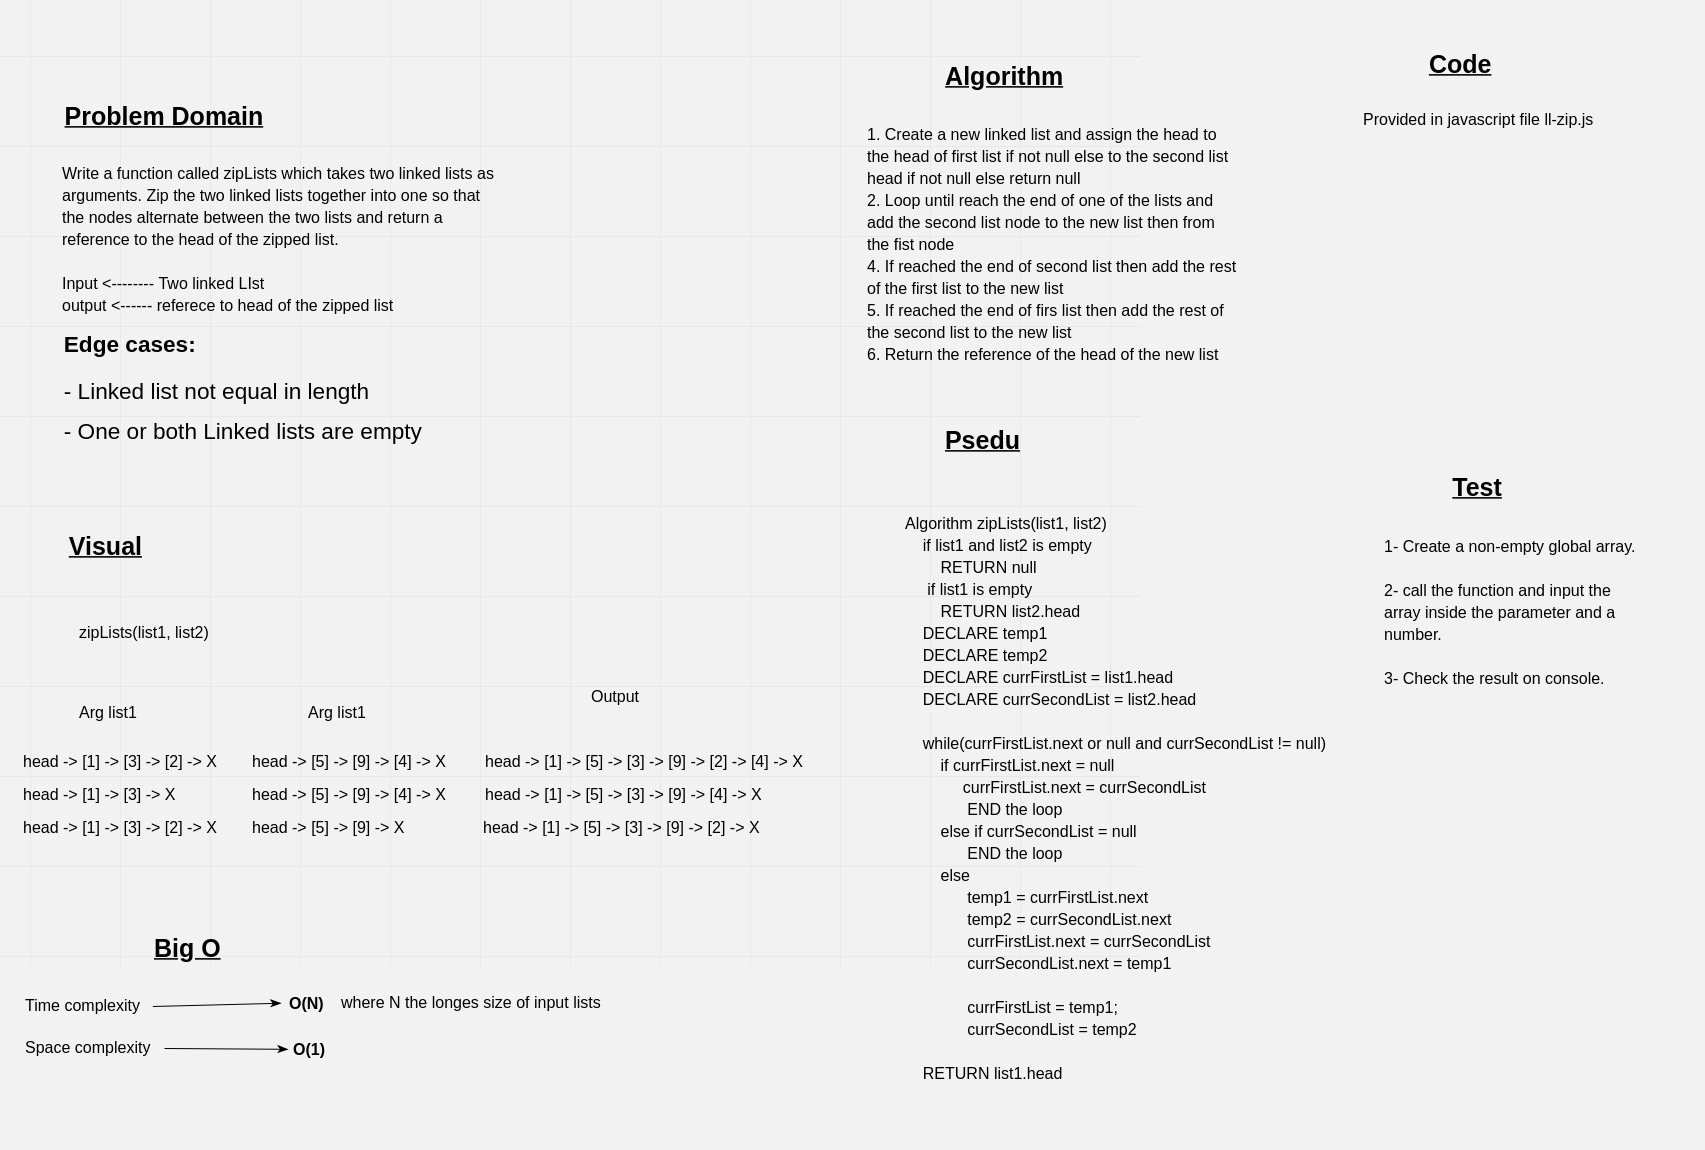 Problem Domain
Write a function called zipLists which takes two linked lists as
arguments. Zip the two linked lists together into one so that
the nodes alternate between the two lists and return a
reference to the head of the zipped list.
Input <-------- Two linked LIst
output <------ referece to head of the zipped list
Edge cases:
- Linked list not equal in length
- One or both Linked lists are empty
Visual
zipLists(list1, list2)
Arg list1
Arg list1
Output
head -> [1] -> [3] -> [2] -> X
head -> [5] -> [9] -> [4] -> X
head -> [1] -> [5] -> [3] -> [9] -> [2] -> [4] -> X
head -> [1] -> [3] -> X
head -> [5] -> [9] -> [4] -> X
head -> [1] -> [5] -> [3] -> [9] -> [4] -> X
head -> [1] -> [3] -> [2] -> X
head -> [5] -> [9] -> X
head -> [1] -> [5] -> [3] -> [9] -> [2] -> X
Big O
Time complexity
O(N)
where N the longes size of input lists
Space complexity
O(1)
Algorithm
1. Create a new linked list and assign the head to
the head of first list if not null else to the second list
head if not null else return null
2. Loop until reach the end of one of the lists and
add the second list node to the new list then from
the fist node
4. If reached the end of second list then add the rest
of the first list to the new list
5. If reached the end of firs list then add the rest of
the second list to the new list
6. Return the reference of the head of the new list
Psedu
Algorithm zipLists(list1, list2)
if list1 and list2 is empty
RETURN null
if list1 is empty
RETURN list2.head
DECLARE temp1
DECLARE temp2
DECLARE currFirstList = list1.head
DECLARE currSecondList = list2.head
while(currFirstList.next or null and currSecondList != null)
if currFirstList.next = null
currFirstList.next = currSecondList
END the loop
else if currSecondList = null
END the loop
else
temp1 = currFirstList.next
temp2 = currSecondList.next
currFirstList.next = currSecondList
currSecondList.next = temp1
currFirstList = temp1;
currSecondList = temp2
RETURN list1.head
Code
Provided in javascript file ll-zip.js
Test
1- Create a non-empty global array.
2- call the function and input the
array inside the parameter and a
number.
3- Check the result on console.